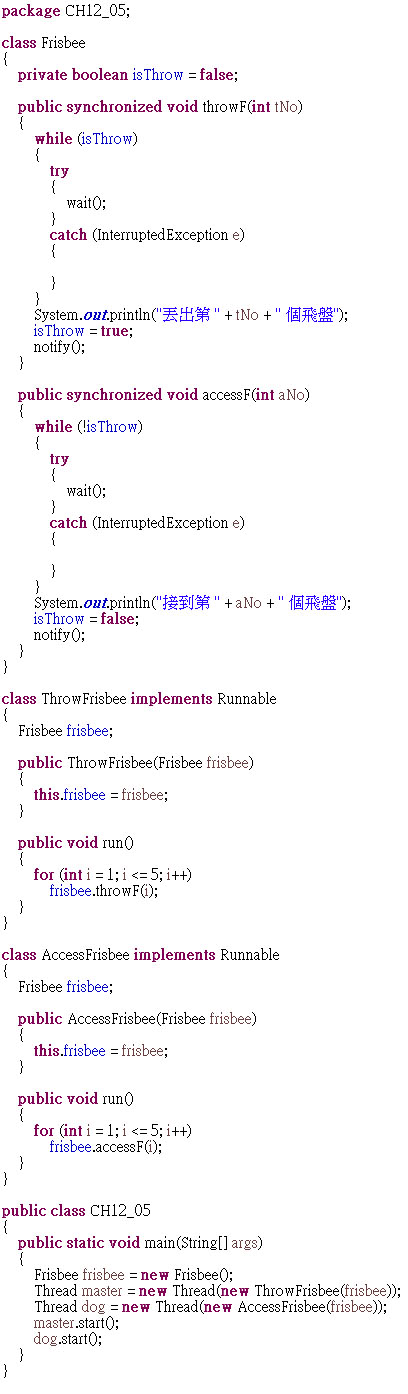 package CH12_05;
class Frisbee
{
private boolean isThrow = false;
public synchronized void throwF(int tNo)
{
while (isThrow)
{
try
{
wait();
}
catch (InterruptedException e)
{
}
}
System.out.println("丟出第 " + tNo + " 個飛盤");
isThrow = true;
notify();
}
public synchronized void accessF(int aNo)
{
while (!isThrow)
{
try
{
wait();
}
catch (InterruptedException e)
{
}
}
System.out.println("接到第 " + aNo + " 個飛盤");
isThrow = false;
notify();
}
}
class ThrowFrisbee implements Runnable
{
Frisbee frisbee;
public ThrowFrisbee(Frisbee frisbee)
{
this.frisbee = frisbee;
}
public void run()
{
for (int i = 1; i <= 5; i++)
frisbee.throwF(i);
}
}
class AccessFrisbee implements Runnable
{
Frisbee frisbee;
public AccessFrisbee(Frisbee frisbee)
{
this.frisbee = frisbee;
}
public void run()
{
for (int i = 1; i <= 5; i++)
frisbee.accessF(i);
}
}
public class CH12_05
{
public static void main(String[] args)
{
Frisbee frisbee = new Frisbee();
Thread master = new Thread(new ThrowFrisbee(frisbee));
Thread dog = new Thread(new AccessFrisbee(frisbee));
master.start();
dog.start();
}
}